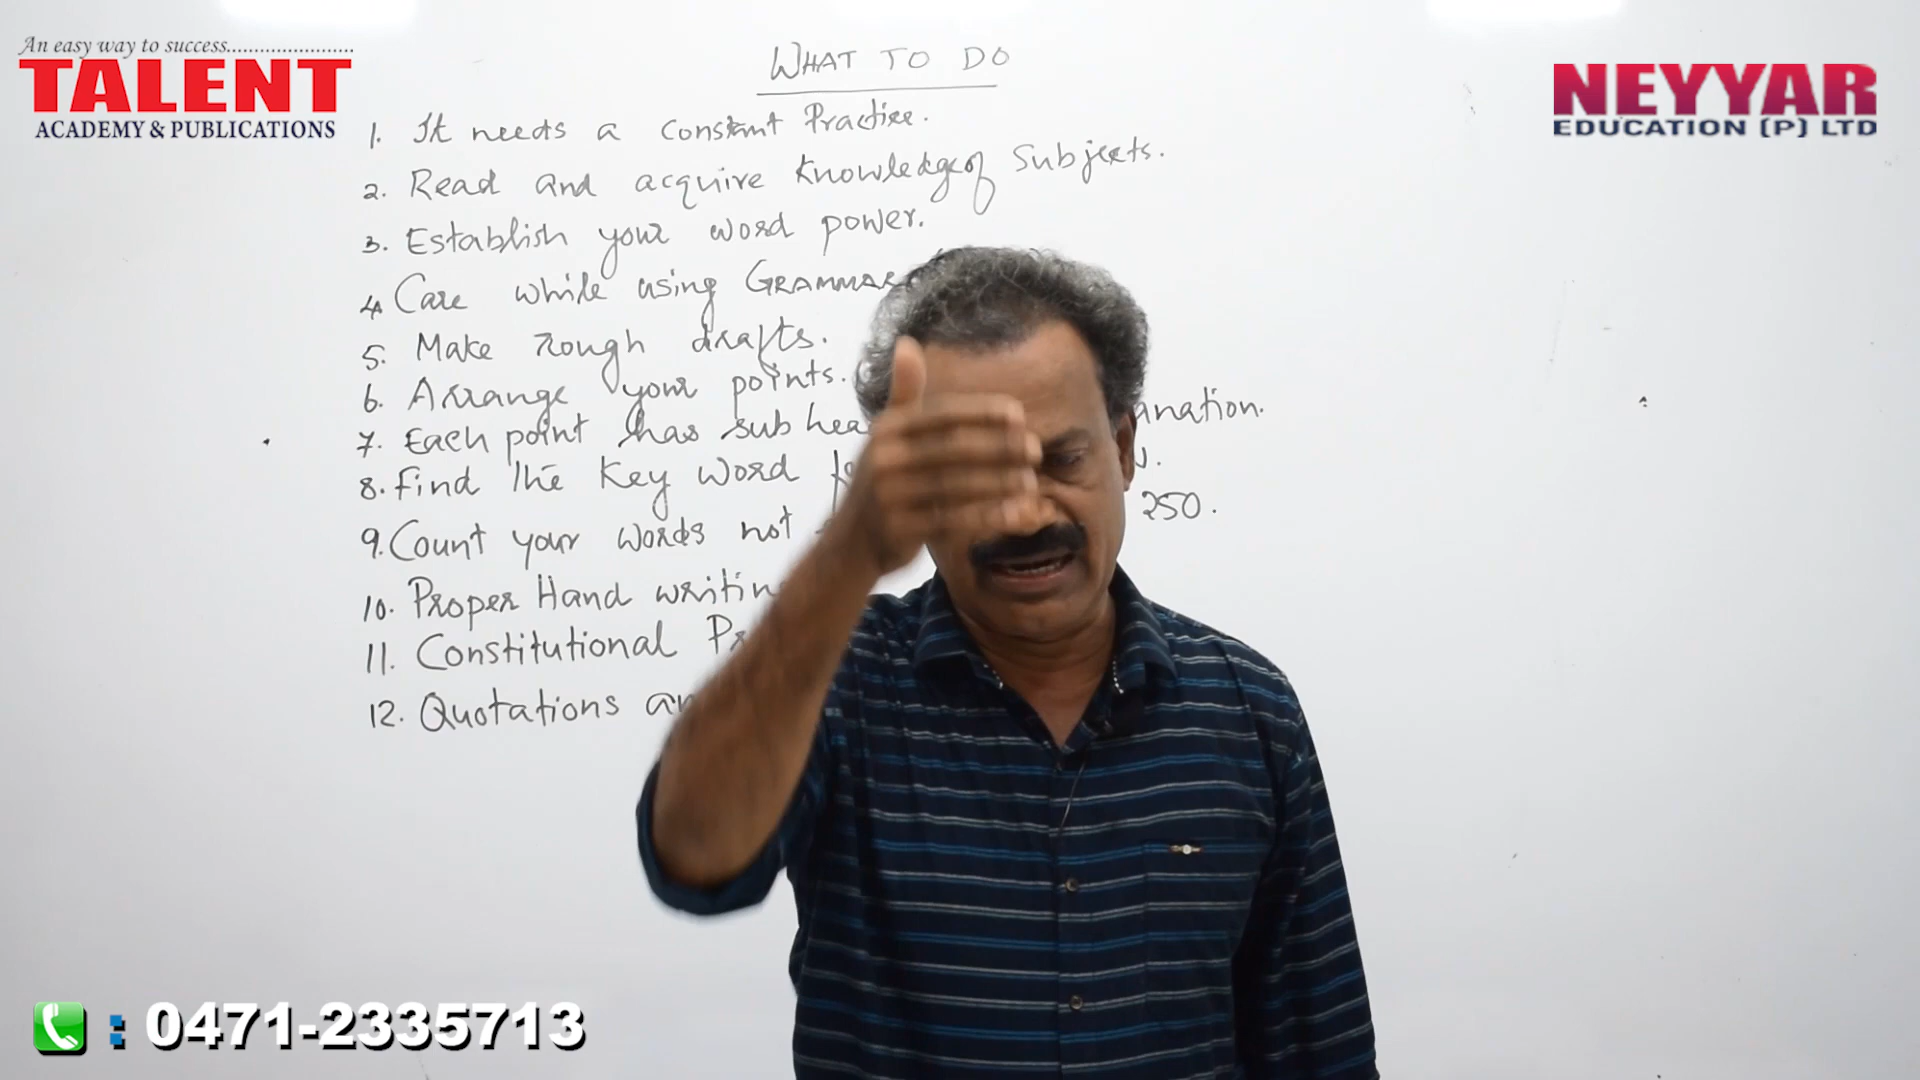 An easy way to success.......................
TALENT
ACADEMY & PUBLICATIONS
NEYYAR
EDUCATION (P) LTD
WHAT TO DO
1. It needs a constant Practise.
2. Read and acquire Knowledge of Subjects.
3. Establish your word power.
4 Care while using GRAMMAR
5. Make rough drafts.
6. Arrange your points.
7. Each point has sub
8. Find The Key Word
9. Count your words not 250.
10. Proper Hand
11. Constitutional
12. Quotations
: 0471-2335713